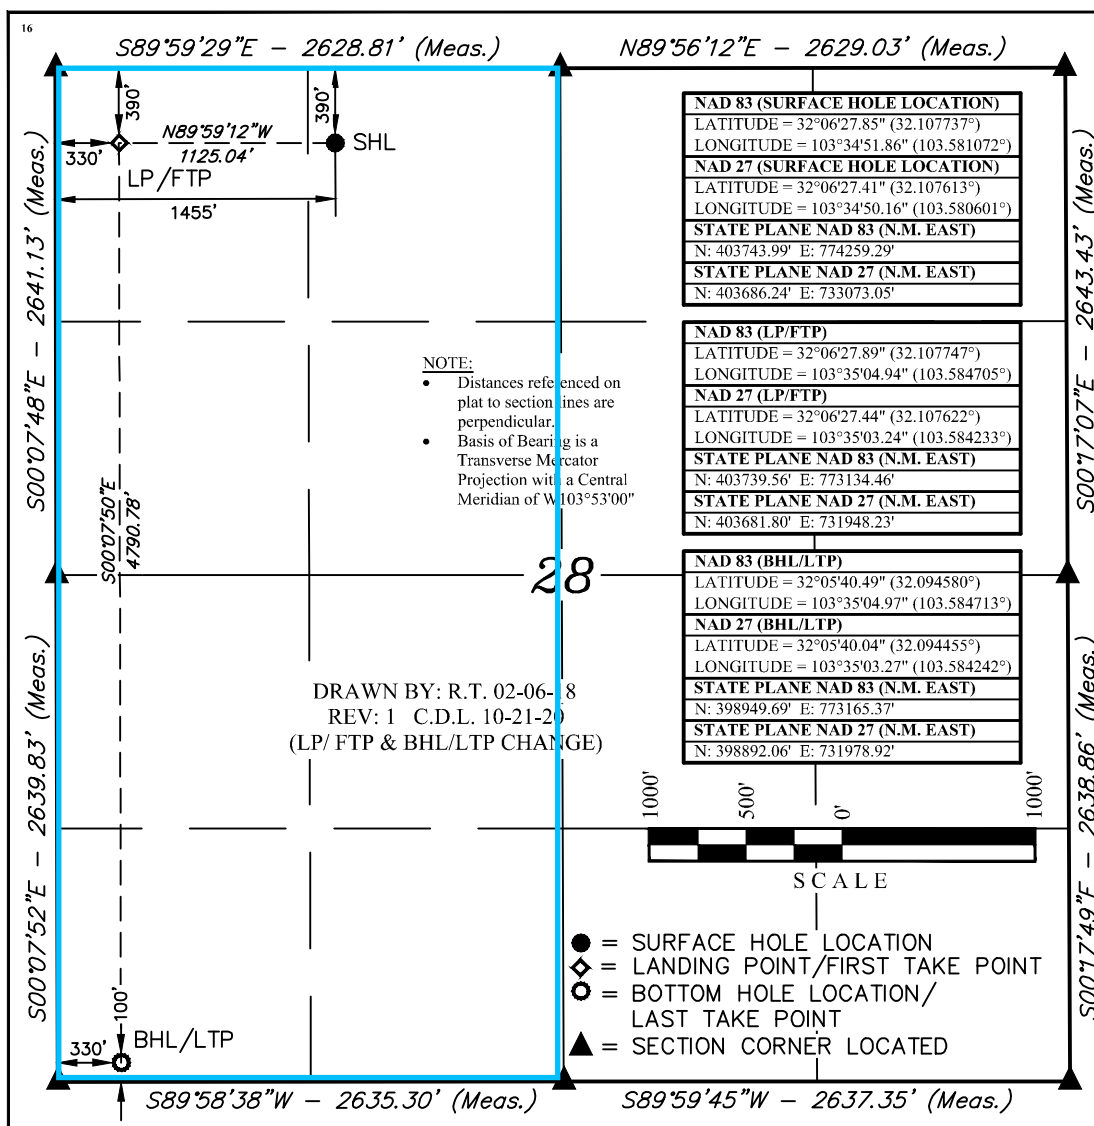 16
S89°59'29"E – 2628.81' (Meas.)
N89°56'12"E – 2629.03' (Meas.)
390'
390'
N89°59'12"W
1125.04'
SHL
330'
LP/FTP
1455'
S00°07'48"E – 2641.13' (Meas.)
S00°17'07"E – 2643.43' (Meas.)
NAD 83 (SURFACE HOLE LOCATION)
LATITUDE = 32°06'27.85" (32.107737°)
LONGITUDE = 103°34'51.86" (103.581072°)
NAD 27 (SURFACE HOLE LOCATION)
LATITUDE = 32°06'27.41" (32.107613°)
LONGITUDE = 103°34'50.16" (103.580601°)
STATE PLANE NAD 83 (N.M. EAST)
N: 403743.99' E: 774259.29'
STATE PLANE NAD 27 (N.M. EAST)
N: 403686.24' E: 733073.05'
NAD 83 (LP/FTP)
LATITUDE = 32°06'27.89" (32.107747°)
LONGITUDE = 103°35'04.94" (103.584705°)
NAD 27 (LP/FTP)
LATITUDE = 32°06'27.44" (32.107622°)
LONGITUDE = 103°35'03.24" (103.584233°)
STATE PLANE NAD 83 (N.M. EAST)
N: 403739.56' E: 773134.46'
STATE PLANE NAD 27 (N.M. EAST)
N: 403681.80' E: 731948.23'
NOTE:
• Distances referenced on
plat to section lines are
perpendicular.
• Basis of Bearing is a
Transverse Mercator
Projection with a Central
Meridian of W103°53'00"
S00°07'50"E
4790.78'
28
NAD 83 (BHL/LTP)
LATITUDE = 32°05'40.49" (32.094580°)
LONGITUDE = 103°35'04.97" (103.584713°)
NAD 27 (BHL/LTP)
LATITUDE = 32°05'40.04" (32.094455°)
LONGITUDE = 103°35'03.27" (103.584242°)
STATE PLANE NAD 83 (N.M. EAST)
N: 398949.69' E: 773165.37'
STATE PLANE NAD 27 (N.M. EAST)
N: 398892.06' E: 731978.92'
DRAWN BY: R.T. 02-06-18
REV: 1 C.D.L. 10-21-20
(LP/ FTP & BHL/LTP CHANGE)
S00°07'52"E – 2639.83' (Meas.)
S00°17'49"E – 2638.86' (Meas.)
1000'
500'
0'
1000'
SCALE
= SURFACE HOLE LOCATION
= LANDING POINT/FIRST TAKE POINT
= BOTTOM HOLE LOCATION/
LAST TAKE POINT
= SECTION CORNER LOCATED
100'
330'
BHL/LTP
S89°58'38"W – 2635.30' (Meas.)
S89°59'45"W – 2637.35' (Meas.)